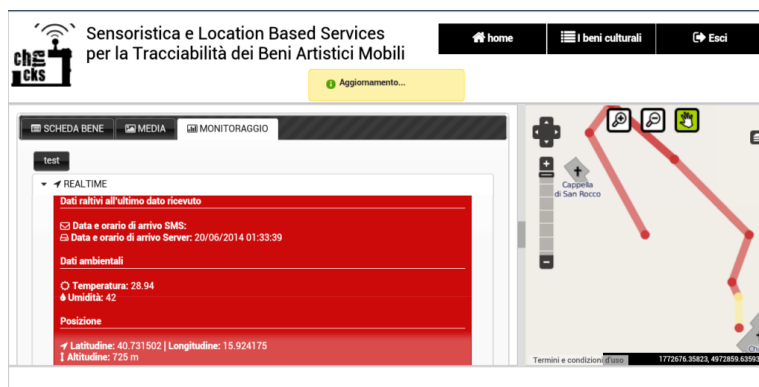 Sensoristica e Location Based Services
per la Tracciabilità dei Beni Artistici Mobili
home
I beni culturali
Esci
ch
cks
Aggiornamento...
SCHEDA BENE
MEDIA
MONITORAGGIO
test
REALTIME
Dati raltivi all'ultimo dato ricevuto
Data e orario di arrivo SMS:
Data e orario di arrivo Server: 20/06/2014 01:33:39
Dati ambientali
Temperatura: 28.94
Umidità: 42
Posizione
Latitudine: 40.731502 | Longitudine: 15.924175
Altitudine: 725 m
Cappella
di San Rocco
Termini e condizioni d'uso
1772676.35823, 4972859.63593